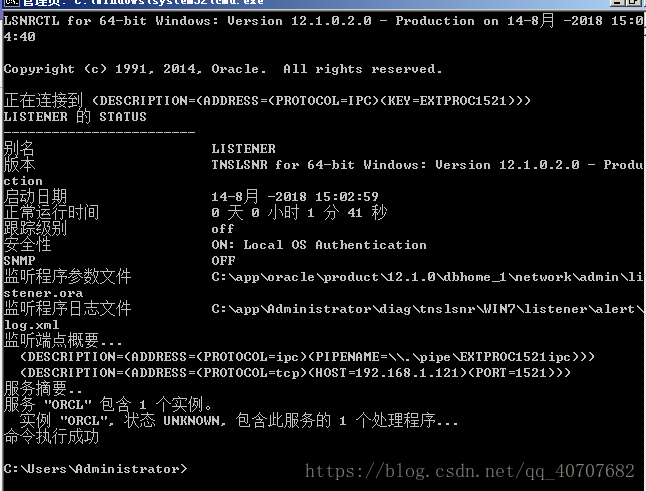 管理员: C:\windows\system32\cmd.exe
LSNRCTL for 64-bit Windows: Version 12.1.0.2.0 - Production on 14-8月 -2018 15:0
4:40
Copyright (c) 1991, 2014, Oracle.  All rights reserved.
正在连接到 (DESCRIPTION=(ADDRESS=(PROTOCOL=IPC)(KEY=EXTPROC1521)))
LISTENER 的 STATUS
------------------------
别名                      LISTENER
版本                      TNSLSNR for 64-bit Windows: Version 12.1.0.2.0 - Produ
ction
启动日期                  14-8月 -2018 15:02:59
正常运行时间              0 天 0 小时 1 分 41 秒
跟踪级别                  off
安全性                    ON: Local OS Authentication
SNMP                      OFF
监听程序参数文件          C:\app\oracle\product\12.1.0\dbhome_1\network\admin\li
stener.ora
监听程序日志文件          C:\app\Administrator\diag\tnslsnr\WIN7\listener\alert\
log.xml
监听端点概要...
  (DESCRIPTION=(ADDRESS=(PROTOCOL=ipc)(PIPENAME=\\.\pipe\EXTPROC1521ipc)))
  (DESCRIPTION=(ADDRESS=(PROTOCOL=tcp)(HOST=192.168.1.121)(PORT=1521)))
服务摘要..
服务 "ORCL" 包含 1 个实例。
  实例 "ORCL", 状态 UNKNOWN, 包含此服务的 1 个处理程序...
命令执行成功
C:\Users\Administrator>
https://blog.csdn.net/qq_40707682